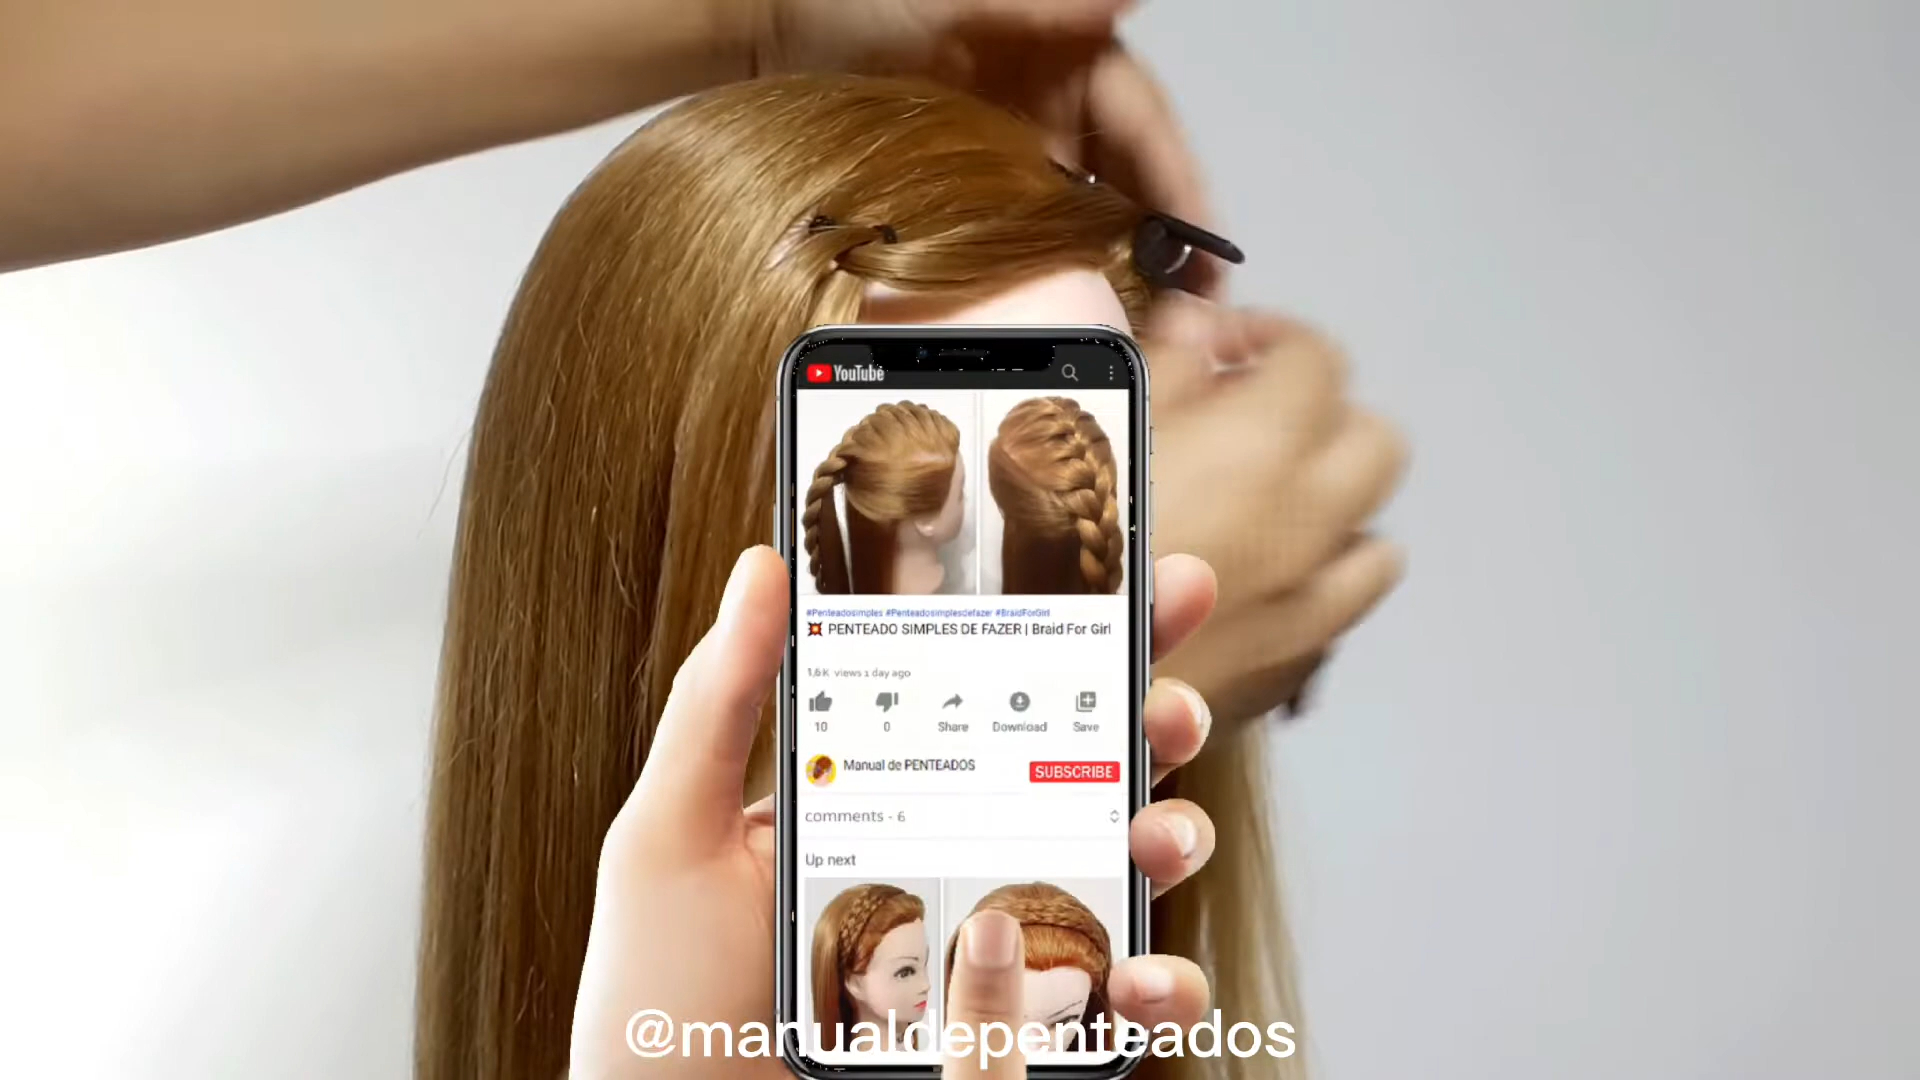 YouTube
#Penteadosimples #Penteadosimplesdefazer #BraidForGirl
PENTEADO SIMPLES DE FAZER | Braid For Girl
1,6K views 1 day ago
10
0
Share
Download
Save
Manual de PENTEADOS
SUBSCRIBE
comments - 6
Up next
@manualdepenteados